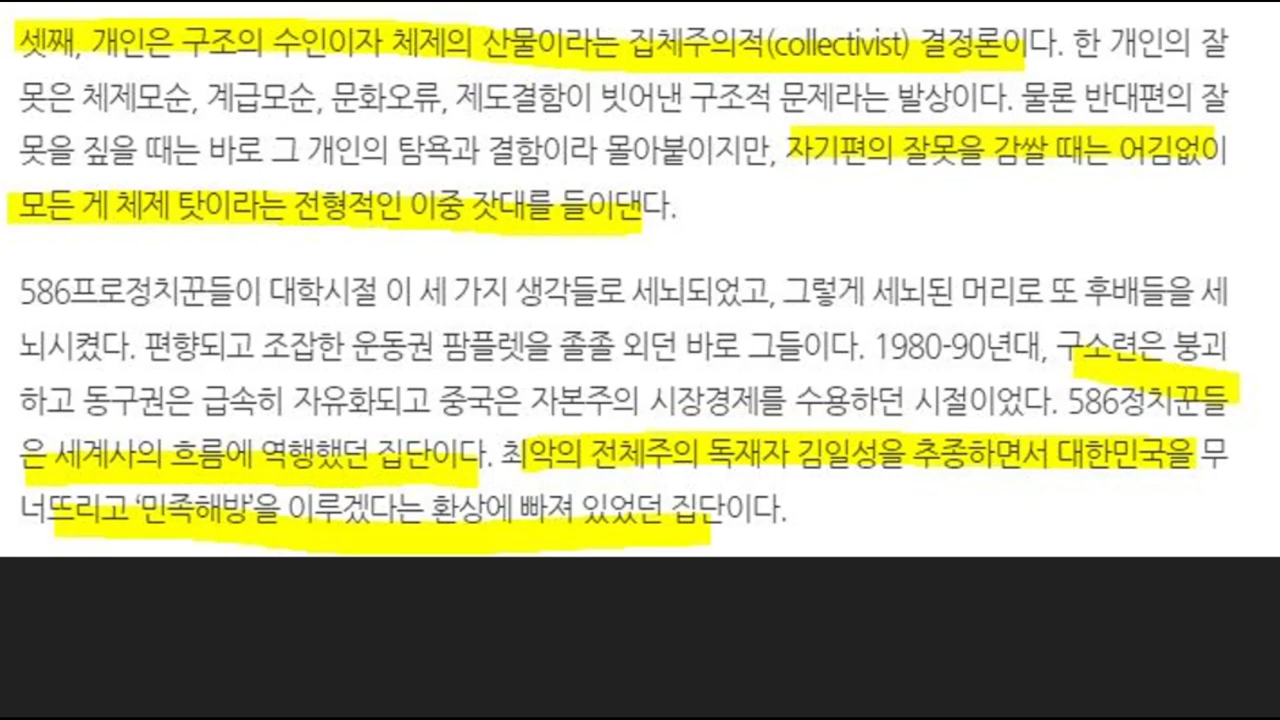 셋째, 개인은 구조의 수인이자 체제의 산물이라는 집체주의적(collectivist) 결정론이다. 한 개인의 잘
못은 체제모순, 계급모순, 문화오류, 제도결함이 빚어낸 구조적 문제라는 발상이다. 물론 반대편의 잘
못을 짚을 때는 바로 그 개인의 탐욕과 결함이라 몰아붙이지만, 자기편의 잘못을 감쌀 때는 어김없이
모든 게 체제 탓이라는 전형적인 이중 잣대를 들이댄다.
586프로정치꾼들이 대학시절 이 세 가지 생각들로 세뇌되었고, 그렇게 세뇌된 머리로 또 후배들을 세
뇌시켰다. 편향되고 조잡한 운동권 팜플렛을 졸졸 외던 바로 그들이다. 1980-90년대, 구소련은 붕괴
하고 동구권은 급속히 자유화되고 중국은 자본주의 시장경제를 수용하던 시절이었다. 586정치꾼들
은 세계사의 흐름에 역행했던 집단이다. 최악의 전체주의 독재자 김일성을 추종하면서 대한민국을 무
너뜨리고 ‘민족해방’을 이루겠다는 환상에 빠져 있었던 집단이다.